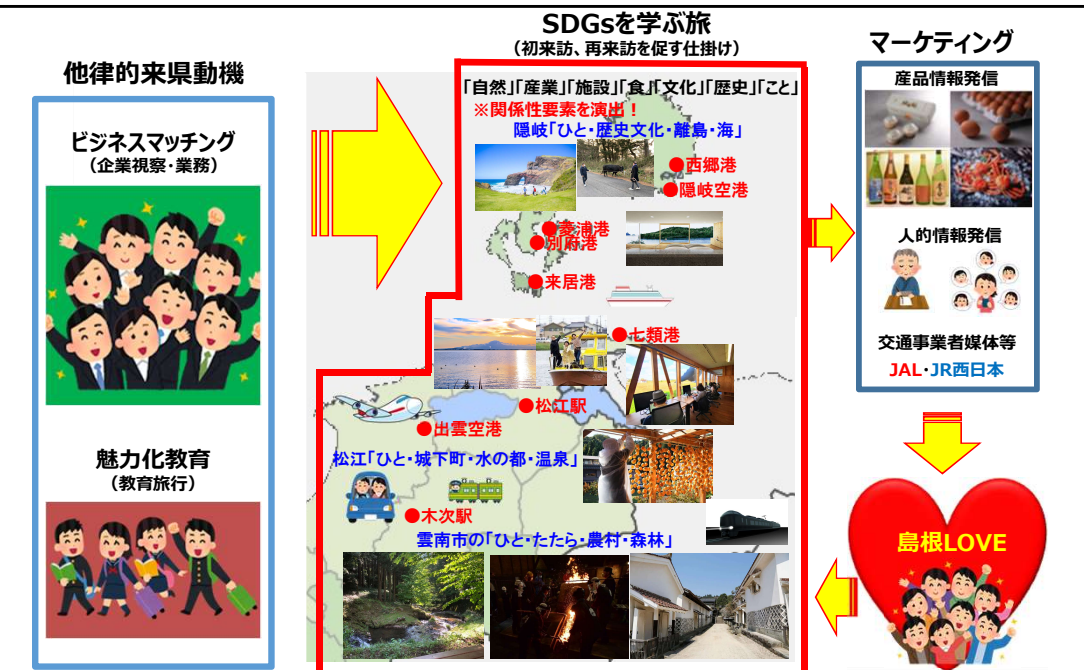 他律的来県動機
ビジネスマッチング
（企業視察・業務）
魅力化教育
（教育旅行）
SDGsを学ぶ旅
（初来訪、再来訪を促す仕掛け）
「自然」「産業」「施設」「食」「文化」「歴史」「こと」
※関係性要素を演出！
隠岐「ひと・歴史文化・離島・海」
●西郷港
●隠岐空港
●菱浦港
●別府港
●来居港
●七類港
●松江駅
●出雲空港
松江「ひと・城下町・水の都・温泉」
●木次駅
雲南市の「ひと・たたら・農村・森林」
マーケティング
産品情報発信
人的情報発信
交通事業者媒体等
JAL・JR西日本
島根LOVE